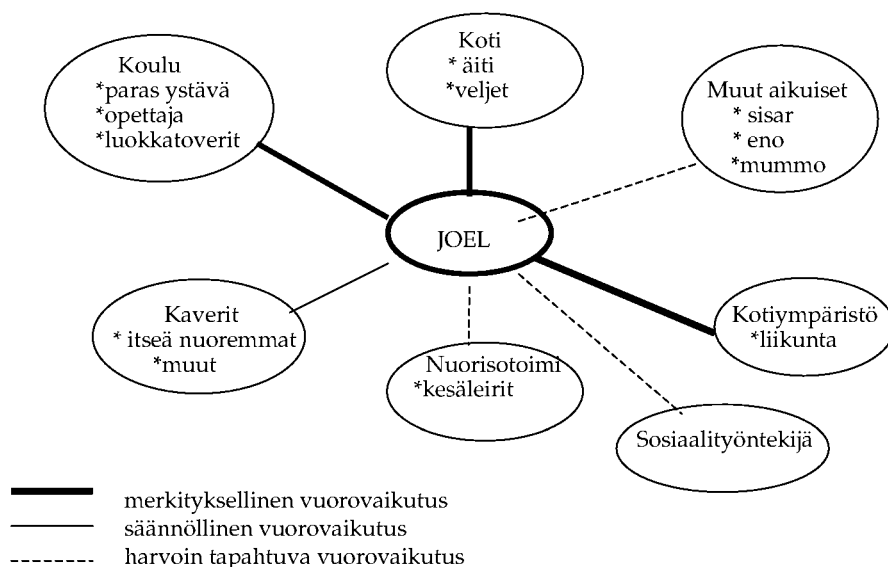 Koulu
*paras ystävä
*opettaja
*luokkatoverit
Koti
* äiti
*veljet
Muut aikuiset
* sisar
* eno
*mummo
JOEL
Kaverit
* itseä nuoremmat
*muut
Nuorisotoimi
*kesäleirit
Kotiympäristö
*liikunta
Sosiaalityöntekijä
merkityksellinen vuorovaikutus
säännöllinen vuorovaikutus
harvoin tapahtuva vuorovaikutus